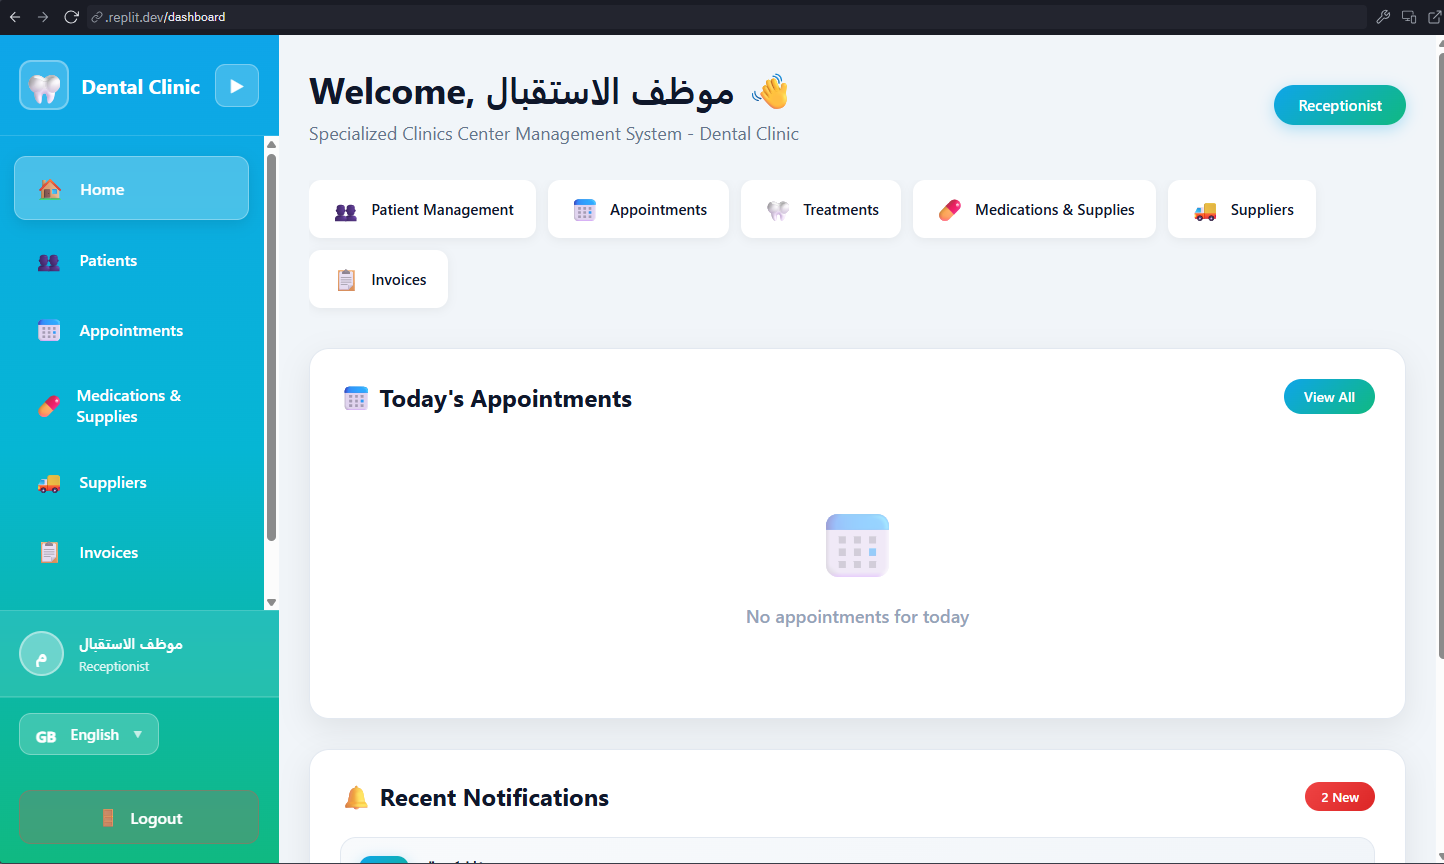 .replit.dev/dashboard
Dental Clinic
Home
Patients
Appointments
Medications &
Supplies
Suppliers
Invoices
م
موظف الاستقبال
Receptionist
GB English
Logout
Welcome, موظف الاستقبال
Specialized Clinics Center Management System - Dental Clinic
Receptionist
Patient Management
Appointments
Treatments
Medications & Supplies
Suppliers
Invoices
Today's Appointments
View All
No appointments for today
Recent Notifications
2 New